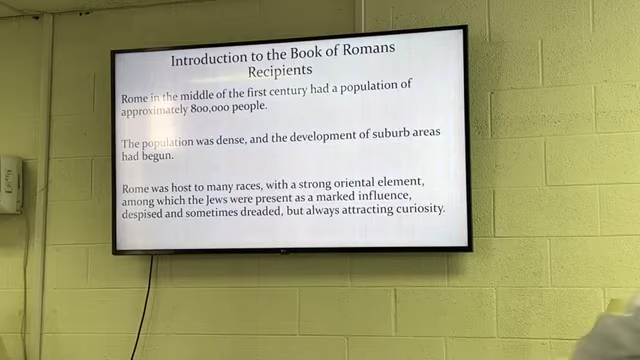 Introduction to the Book of Romans
Recipients
Rome in the middle of the first century had a population of
approximately 800,000 people.
The population was dense, and the development of suburb areas
had begun.
Rome was host to many races, with a strong oriental element,
among which the Jews were present as a marked influence,
despised and sometimes dreaded, but always attracting curiosity.